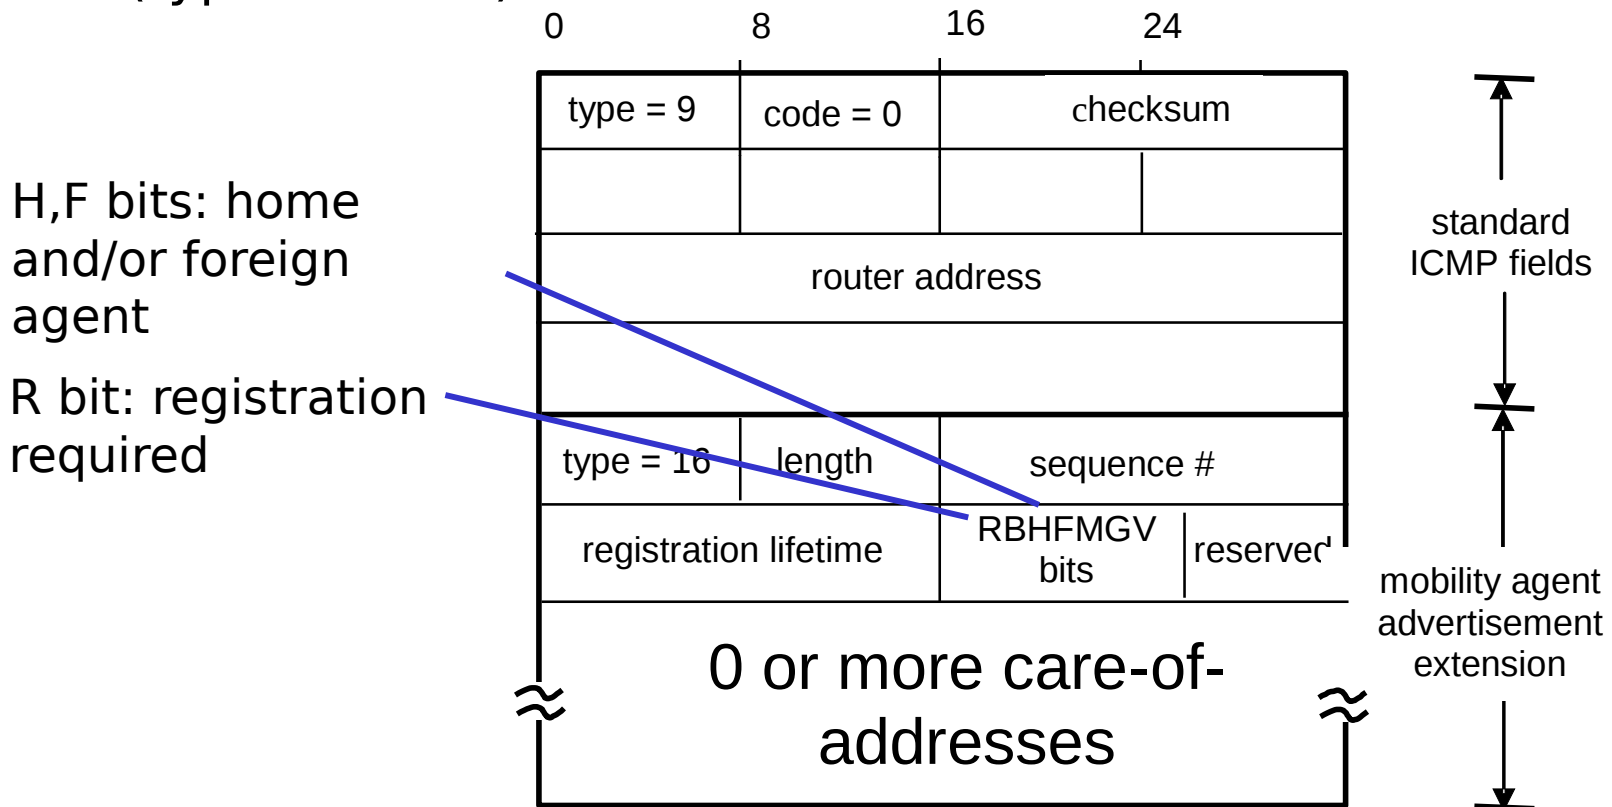 0 8 16 24
type = 9 code = 0 checksum
H,F bits: home
and/or foreign
agent
router address
standard
ICMP fields
R bit: registration
required
type = 16 length sequence #
registration lifetime RBHFMGV
bits reserved
mobility agent
advertisement
extension
0 or more care-of-
addresses